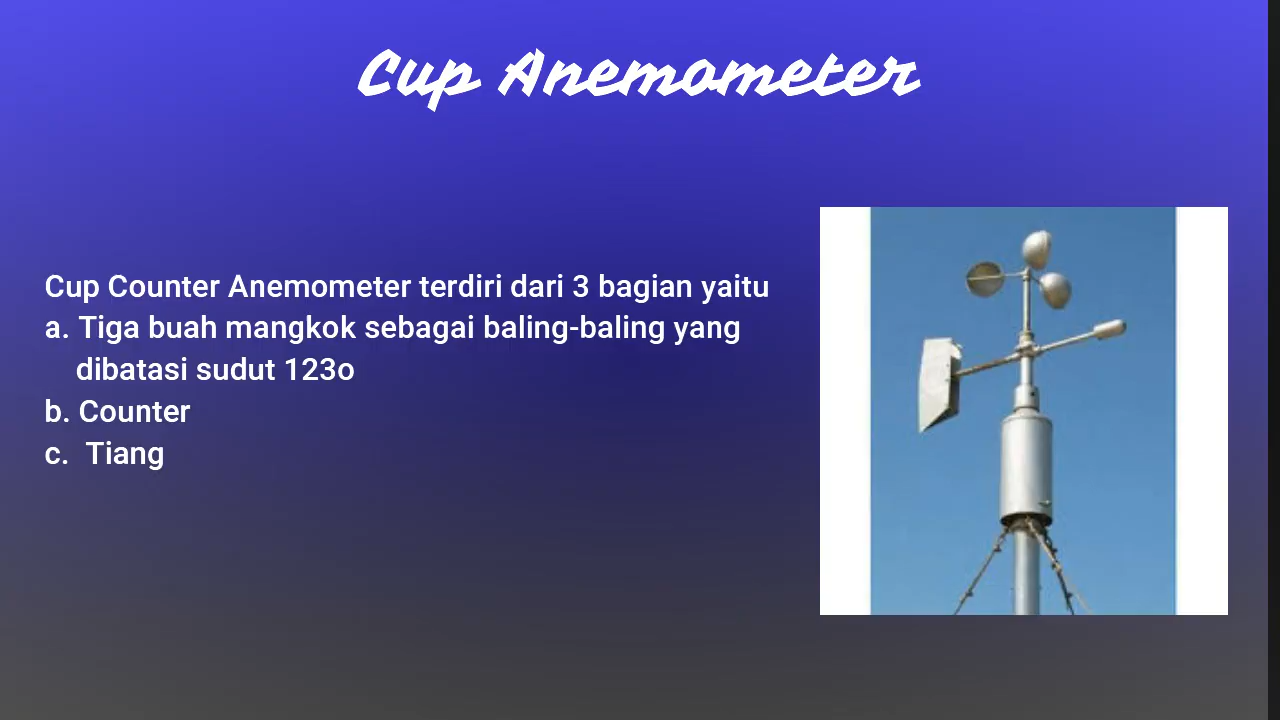 Cup Anemometer
Cup Counter Anemometer terdiri dari 3 bagian yaitu
a. Tiga buah mangkok sebagai baling-baling yang
dibatasi sudut 123o
b. Counter
c. Tiang